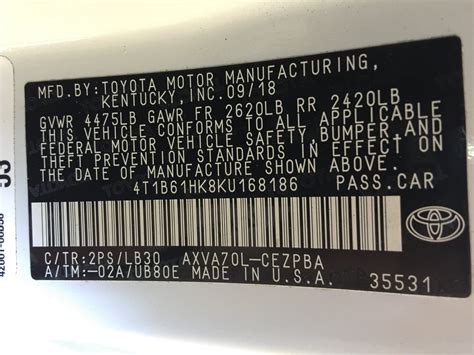 MFD.BY:TOYOTA MOTOR MANUFACTURING,
KENTUCKY,INC.09/18
GVWR 4475LB GAWR FR 2620LB RR 2420LB
THIS VEHICLE CONFORMS TO ALL APPLICABLE
FEDERAL MOTOR VEHICLE SAFETY,BUMPER,AND
THEFT PREVENTION STANDARDS IN EFFECT ON
THE DATE OF MANUFACTURE SHOWN ABOVE.
4T1B61HK8KU168186 PASS.CAR
C/TR:2PS/LB30 AXVA70L-CEZPBA
A/TM:-02A/UB80E MADE IN U.S.A. 35531